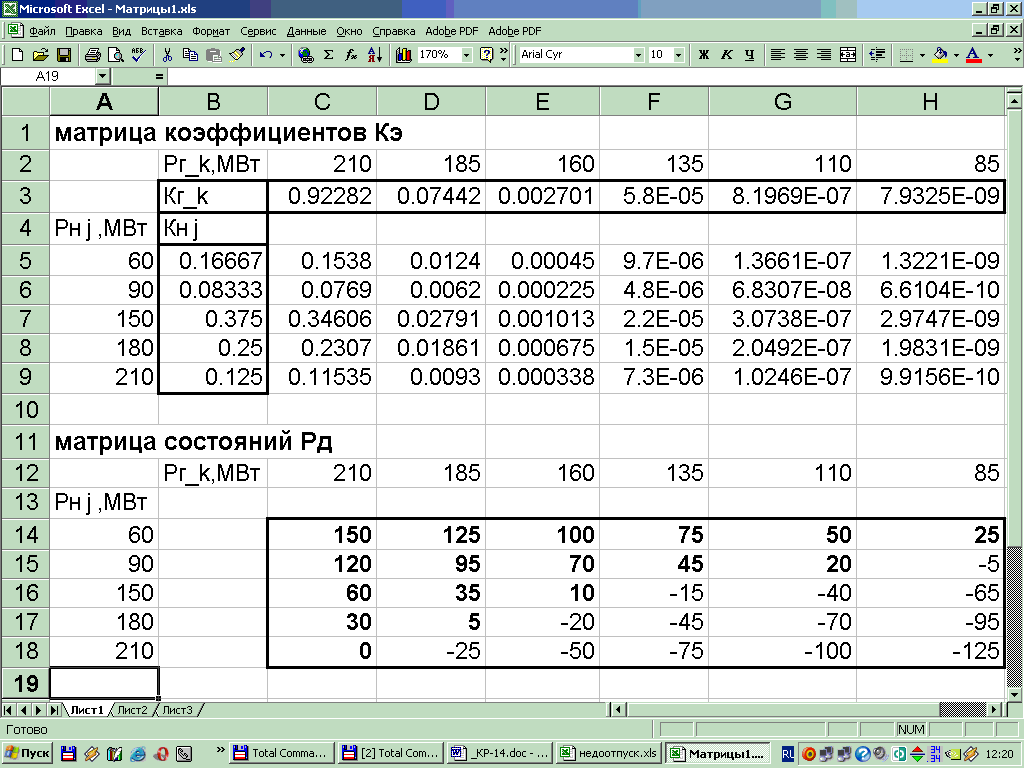 Microsoft Excel - Матрицы1.xls
Файл Правка Вид Вставка Формат Сервис Данные Окно Справка Adobe PDF Adobe PDF
170% Arial Cyr 10 Ж К Ч
A19 =
A B C D E F G H
1 матрица коэффициентов Кэ
2 Рг_k,МВт 210 185 160 135 110 85
3 Кг_k 0.92282 0.07442 0.002701 5.8E-05 8.1969E-07 7.9325E-09
4 Рн j ,МВт Кн j
5 60 0.16667 0.1538 0.0124 0.00045 9.7E-06 1.3661E-07 1.3221E-09
6 90 0.08333 0.0769 0.0062 0.000225 4.8E-06 6.8307E-08 6.6104E-10
7 150 0.375 0.34606 0.02791 0.001013 2.2E-05 3.0738E-07 2.9747E-09
8 180 0.25 0.2307 0.01861 0.000675 1.5E-05 2.0492E-07 1.9831E-09
9 210 0.125 0.11535 0.0093 0.000338 7.3E-06 1.0246E-07 9.9156E-10
10
11 матрица состояний Рд
12 Рг_k,МВт 210 185 160 135 110 85
13 Рн j ,МВт
14 60 150 125 100 75 50 25
15 90 120 95 70 45 20 -5
16 150 60 35 10 -15 -40 -65
17 180 30 5 -20 -45 -70 -95
18 210 0 -25 -50 -75 -100 -125
19
Лист1 Лист2 Лист3
Готово NUM
Пуск Total Comma... [2] Total Com... _КР-14.doc - ... недоотпуск.xls Матрицы1.... RL 12:20